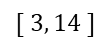 [ 3, 14 ]